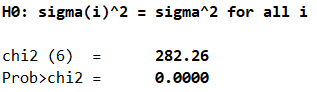 H0: sigma(i)^2 = sigma^2 for all i
chi2 (6) = 282.26
Prob>chi2 = 0.0000